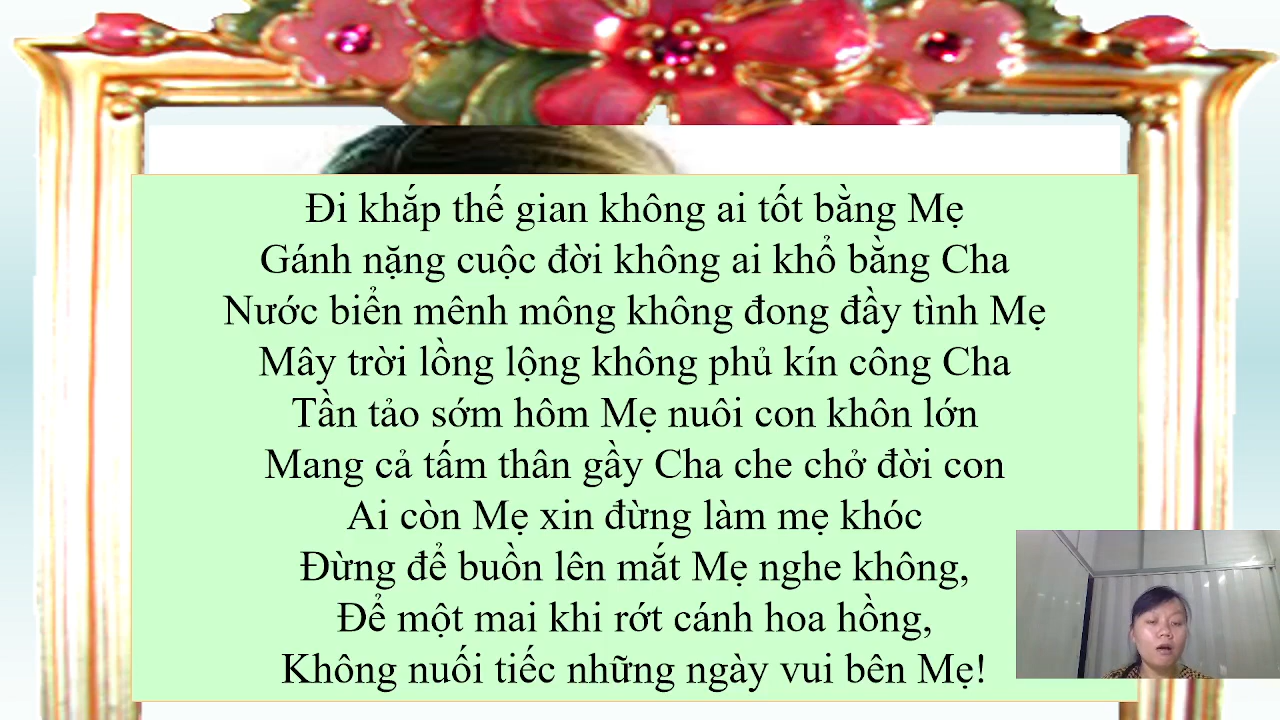 Đi khắp thế gian không ai tốt bằng Mẹ
Gánh nặng cuộc đời không ai khổ bằng Cha
Nước biển mênh mông không đong đầy tình Mẹ
Mây trời lồng lộng không phủ kín công Cha
Tần tảo sớm hôm Mẹ nuôi con khôn lớn
Mang cả tấm thân gầy Cha che chở đời con
Ai còn Mẹ xin đừng làm mẹ khóc
Đừng để buồn lên mắt Mẹ nghe không,
Để một mai khi rớt cánh hoa hồng,
Không nuối tiếc những ngày vui bên Mẹ!